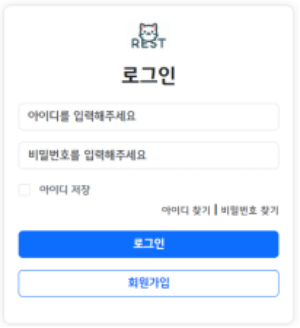 REST
로그인
아이디를 입력해주세요
비밀번호를 입력해주세요
아이디 저장
아이디 찾기 | 비밀번호 찾기
로그인
회원가입